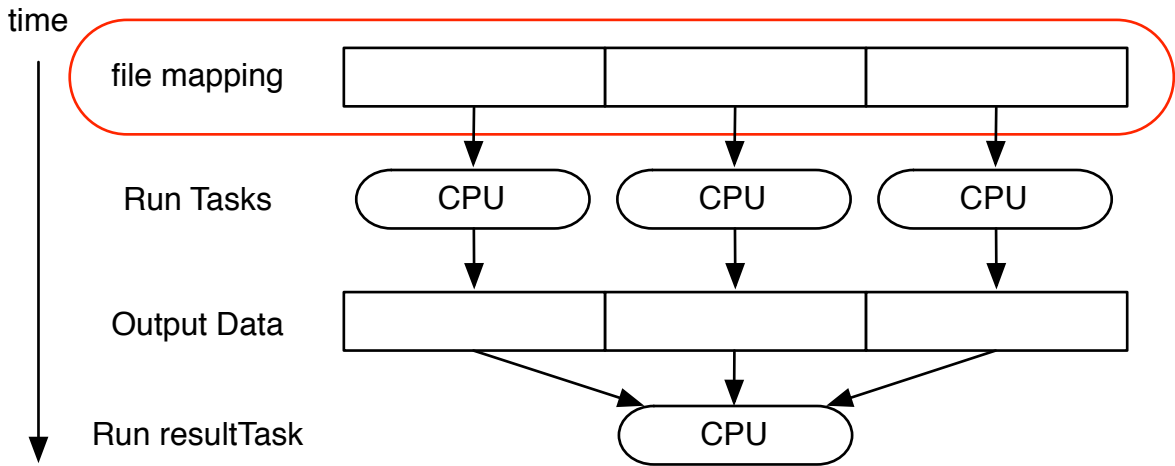 time
file mapping
Run Tasks
CPU
CPU
CPU
Output Data
Run resultTask
CPU